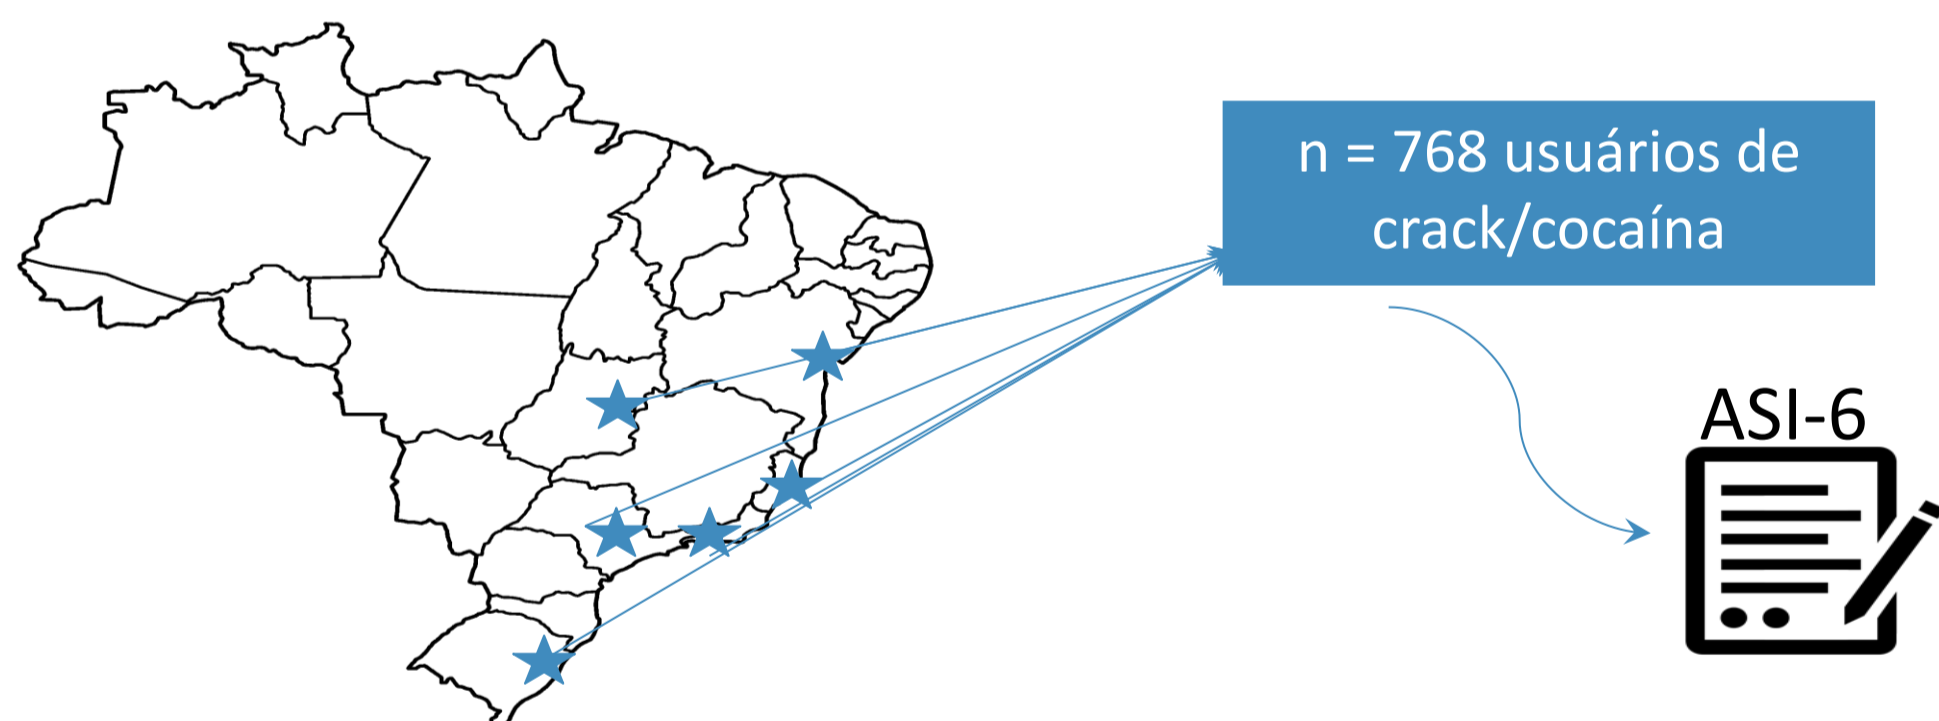 n = 768 usuários de
crack/cocaína
ASI-6